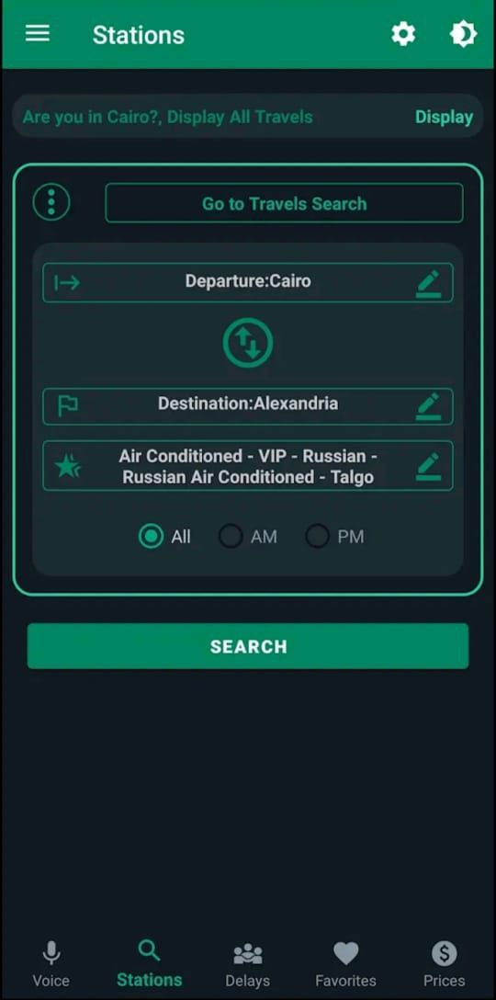 Stations
Are you in Cairo?, Display All Travels Display
Go to Travels Search
Departure:Cairo
Destination:Alexandria
Air Conditioned - VIP - Russian -
Russian Air Conditioned - Talgo
All AM PM
SEARCH
Voice Stations Delays Favorites Prices